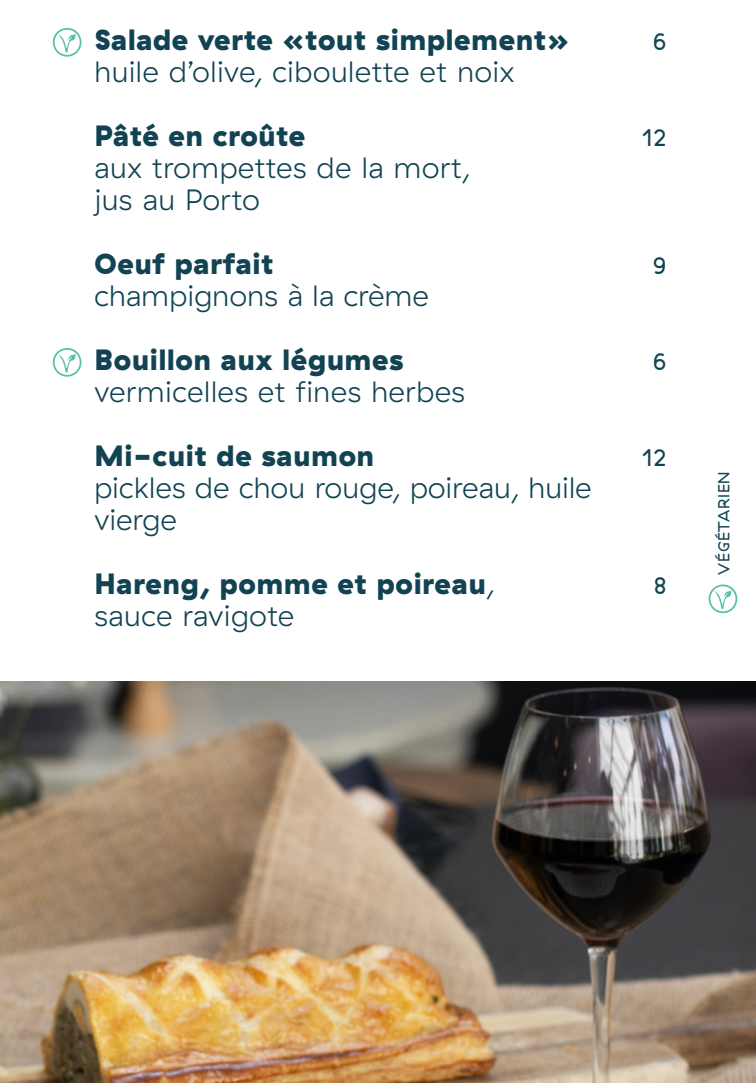 Salade verte «tout simplement» 6
huile d’olive, ciboulette et noix
Pâté en croûte 12
aux trompettes de la mort,
jus au Porto
Oeuf parfait 9
champignons à la crème
Bouillon aux légumes 6
vermicelles et fines herbes
Mi-cuit de saumon 12
pickles de chou rouge, poireau, huile
vierge
Hareng, pomme et poireau, 8
sauce ravigote
VÉGÉTARIEN